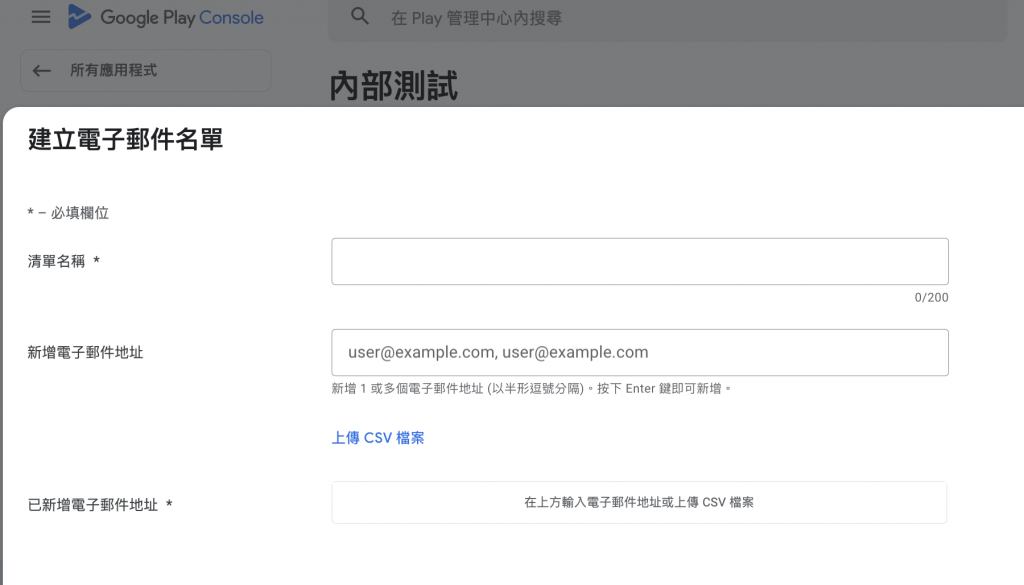 Google Play Console
在 Play 管理中心內搜尋
所有應用程式
內部測試
建立電子郵件名單
* – 必填欄位
清單名稱 *
0/200
新增電子郵件地址
user@example.com, user@example.com
新增 1 或多個電子郵件地址 (以半形逗號分隔)。按下 Enter 鍵即可新增。
上傳 CSV 檔案
已新增電子郵件地址 *
在上方輸入電子郵件地址或上傳 CSV 檔案